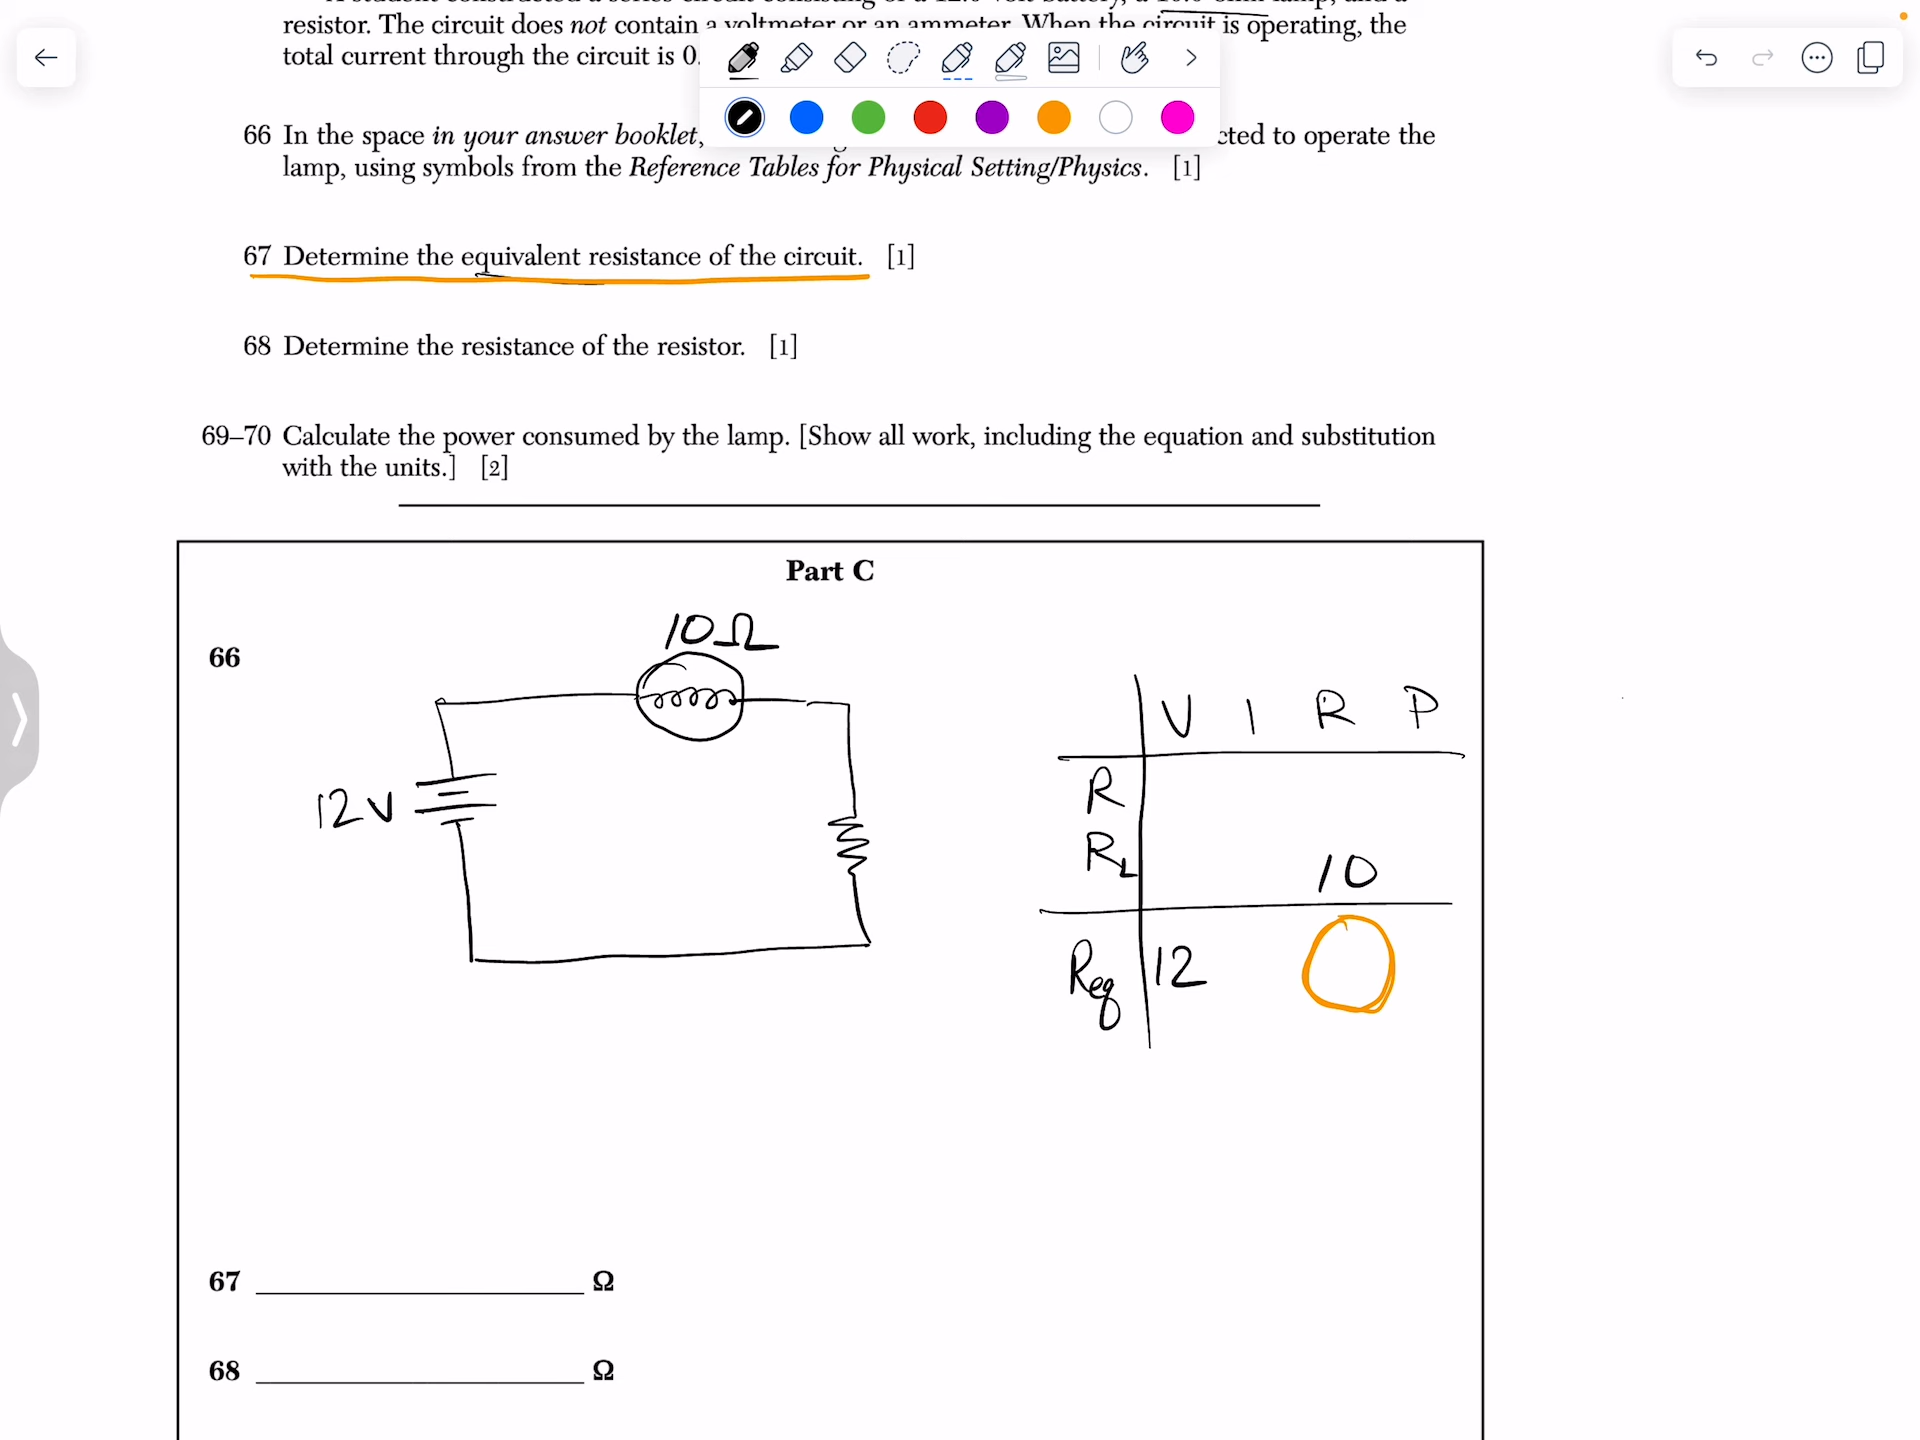 resistor. The circuit does not contain a voltmeter or an ammeter. When the circuit is operating, the
total current through the circuit is 0.
66 In the space in your answer booklet, cted to operate the
lamp, using symbols from the Reference Tables for Physical Setting/Physics. [1]
67 Determine the equivalent resistance of the circuit. [1]
68 Determine the resistance of the resistor. [1]
69–70 Calculate the power consumed by the lamp. [Show all work, including the equation and substitution
with the units.] [2]
Part C
66
10Ω
12V
V I R P
R
RL 10
Req 12
67 Ω
68 Ω